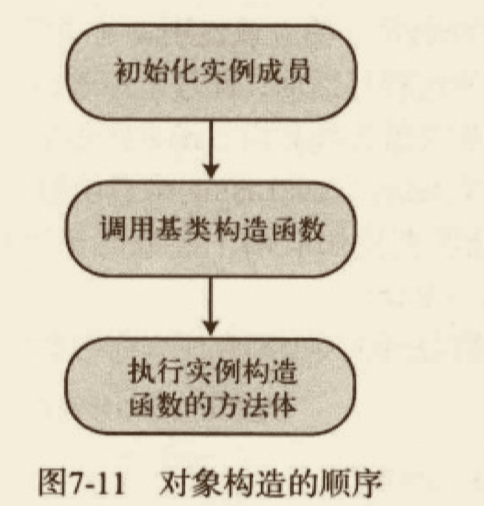 初始化实例成员
调用基类构造函数
执行实例构造
函数的方法体
图7-11 对象构造的顺序